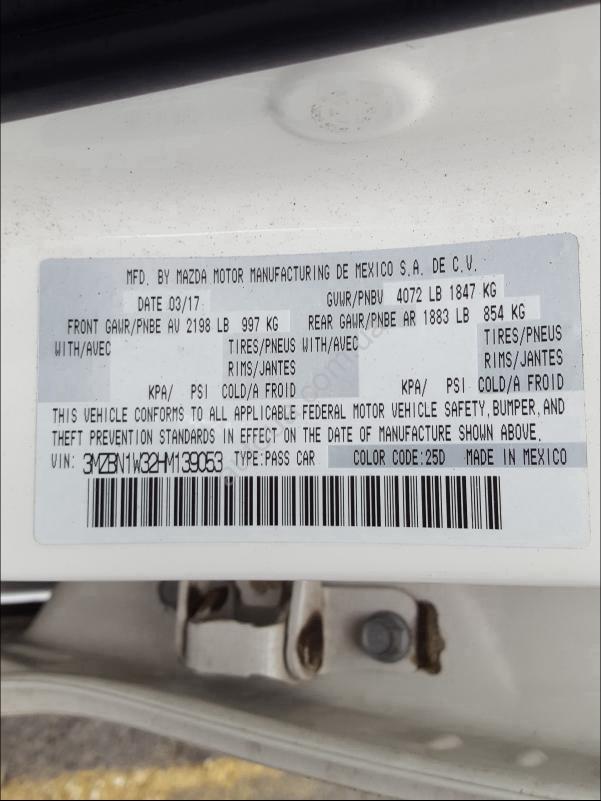 MFD. BY MAZDA MOTOR MANUFACTURING DE MEXICO S.A. DE C.V.
DATE 03/17 GVWR/PNBV 4072 LB 1847 KG
FRONT GAWR/PNBE AV 2198 LB 997 KG REAR GAWR/PNBE AR 1883 LB 854 KG
WITH/AVEC TIRES/PNEUS WITH/AVEC TIRES/PNEUS
RIMS/JANTES RIMS/JANTES
KPA/ PSI COLD/A FROID KPA/ PSI COLD/A FROID
THIS VEHICLE CONFORMS TO ALL APPLICABLE FEDERAL MOTOR VEHICLE SAFETY, BUMPER, AND
THEFT PREVENTION STANDARDS IN EFFECT ON THE DATE OF MANUFACTURE SHOWN ABOVE.
VIN: 3MZBN1W32HM139053 TYPE:PASS CAR COLOR CODE:25D MADE IN MEXICO